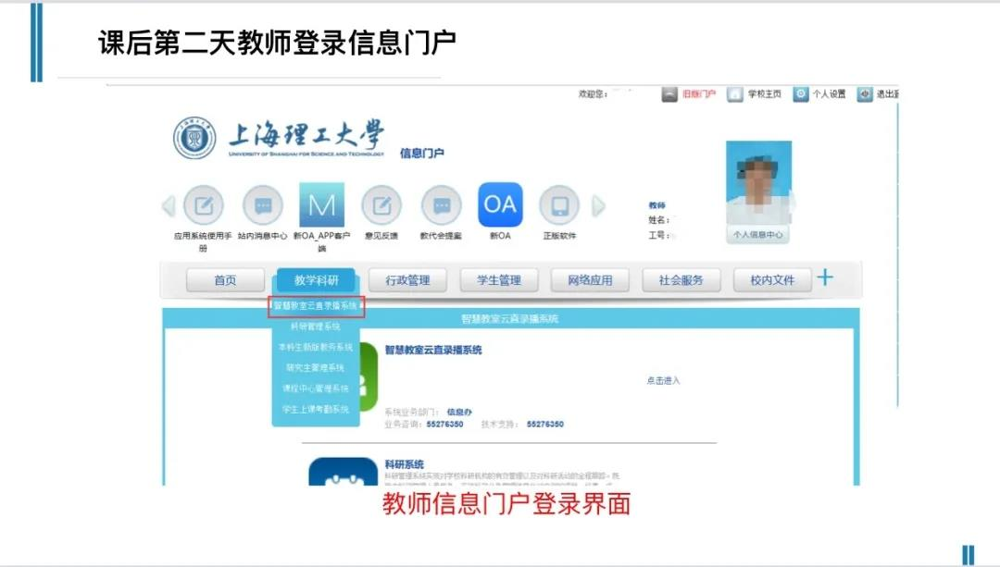 课后第二天教师登录信息门户
欢迎您：
旧版门户 学校主页 个人设置
上海理工大學
UNIVERSITY OF SHANGHAI FOR SCIENCE AND TECHNOLOGY
信息门户
M
OA
应用系统使用手册
站内消息中心
新OA_APP客户端
意见反馈
教代会提案
新OA
正版软件
教师
姓名：
工号：
个人信息中心
首页 教学科研 行政管理 学生管理 网络应用 社会服务 校内文件 +
智慧教室云直录播系统
科研管理系统
本科生新版教务系统
研究生管理系统
课程中心管理系统
学生上课考勤系统
智慧教室云直录播系统
智慧教室云直录播系统
点击进入
系统业务部门： 信息办
业务咨询：55276350 技术支持： 55276350
科研系统
科研管理系统实现对学校科研机构的有效管理以及对科研活动的全程跟踪。既
教师信息门户登录界面